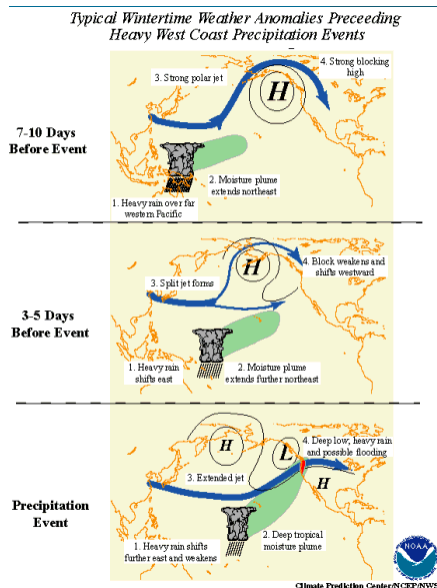 Typical Wintertime Weather Anomalies Preceeding
Heavy West Coast Precipitation Events
7-10 Days
Before Event
3. Strong polar jet
4. Strong blocking
high
H
2. Moisture plume
extends northeast
1. Heavy rain over far
western Pacific
3-5 Days
Before Event
3. Split jet forms
H
4. Block weakens and
shifts westward
1. Heavy rain
shifts east
2. Moisture plume
extends further northeast
Precipitation
Event
H
L
4. Deep low, heavy rain
and possible flooding
3. Extended jet
H
1. Heavy rain shifts
further east and weakens
2. Deep tropical
moisture plume
NOAA
Climate Prediction Center/NCEP/NWS